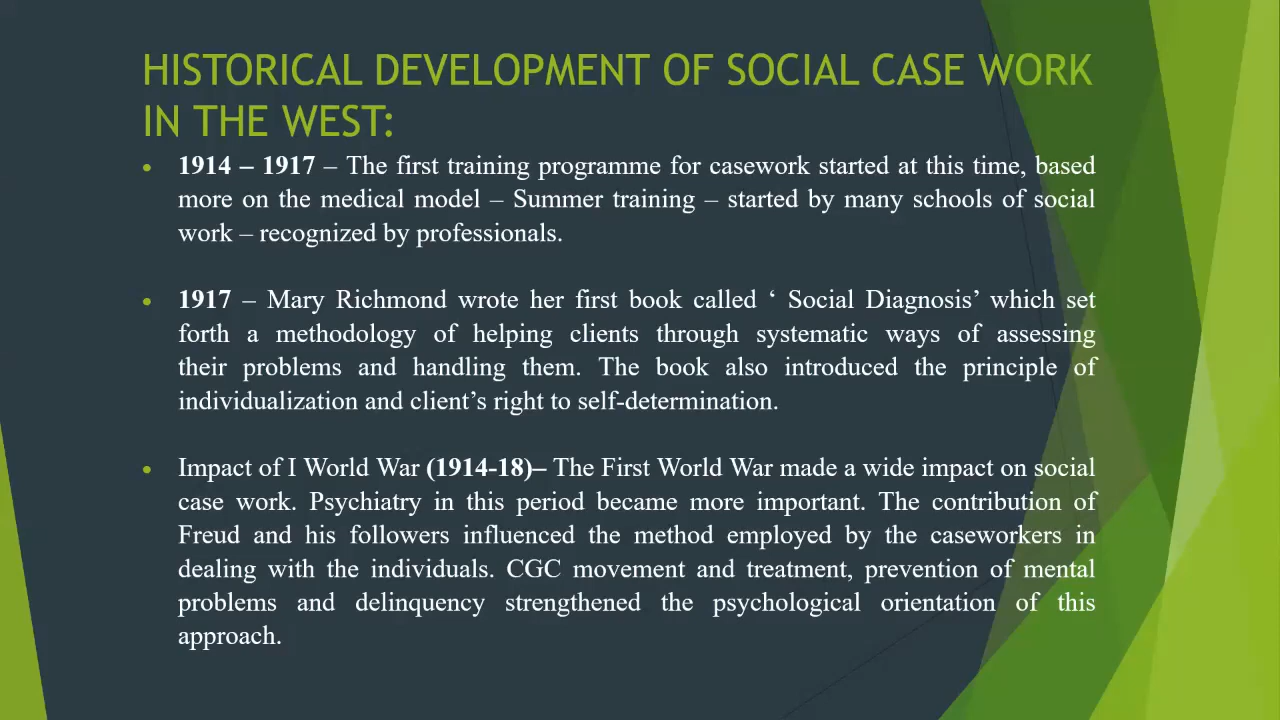 HISTORICAL DEVELOPMENT OF SOCIAL CASE WORK
IN THE WEST:
• 1914 – 1917 – The first training programme for casework started at this time, based
more on the medical model – Summer training – started by many schools of social
work – recognized by professionals.
• 1917 – Mary Richmond wrote her first book called ‘ Social Diagnosis’ which set
forth a methodology of helping clients through systematic ways of assessing
their problems and handling them. The book also introduced the principle of
individualization and client’s right to self-determination.
• Impact of I World War (1914-18)– The First World War made a wide impact on social
case work. Psychiatry in this period became more important. The contribution of
Freud and his followers influenced the method employed by the caseworkers in
dealing with the individuals. CGC movement and treatment, prevention of mental
problems and delinquency strengthened the psychological orientation of this
approach.